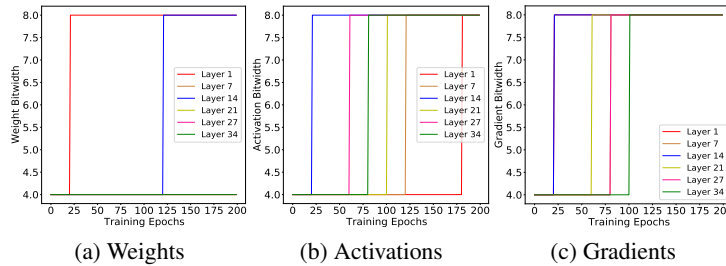 Weight Bitwidth
8.0
7.5
7.0
6.5
6.0
5.5
5.0
4.5
4.0
0 25 50 75 100 125 150 175 200
Training Epochs
Layer 1
Layer 7
Layer 14
Layer 21
Layer 27
Layer 34
(a) Weights
Activation Bitwidth
8.0
7.5
7.0
6.5
6.0
5.5
5.0
4.5
4.0
0 25 50 75 100 125 150 175 200
Training Epochs
Layer 1
Layer 7
Layer 14
Layer 21
Layer 27
Layer 34
(b) Activations
Gradient Bitwidth
8.0
7.5
7.0
6.5
6.0
5.5
5.0
4.5
4.0
0 25 50 75 100 125 150 175 200
Training Epochs
Layer 1
Layer 7
Layer 14
Layer 21
Layer 27
Layer 34
(c) Gradients